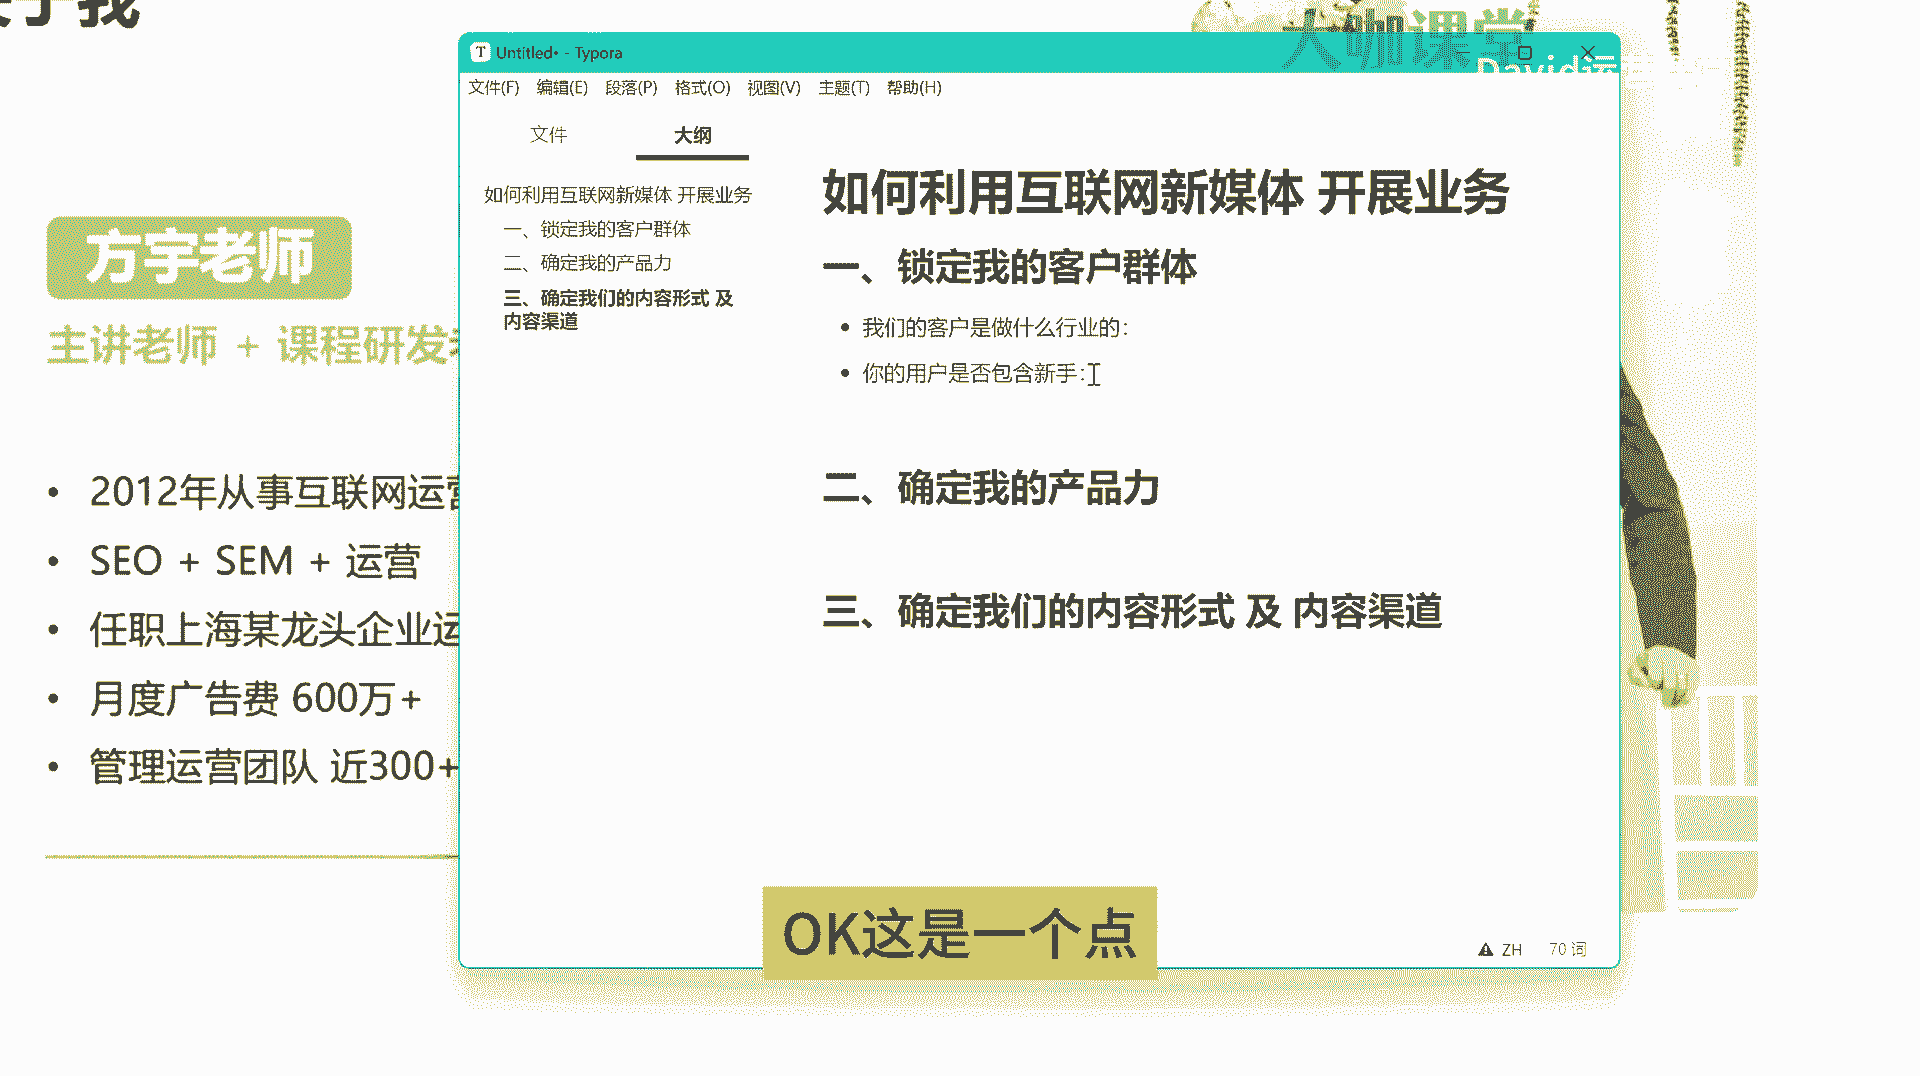 于我
大咖课堂
David运
Untitled• - Typora
文件(F) 编辑(E) 段落(P) 格式(O) 视图(V) 主题(T) 帮助(H)
文件 大纲
如何利用互联网新媒体 开展业务
一、锁定我的客户群体
二、确定我的产品力
三、确定我们的内容形式 及
内容渠道
如何利用互联网新媒体 开展业务
一、锁定我的客户群体
• 我们的客户是做什么行业的：
• 你的用户是否包含新手：
二、确定我的产品力
三、确定我们的内容形式 及 内容渠道
方宇老师
主讲老师 + 课程研发
• 2012年从事互联网运营
• SEO + SEM + 运营
• 任职上海某龙头企业运
• 月度广告费 600万+
• 管理运营团队 近300+
OK这是一个点
ZH 70 词